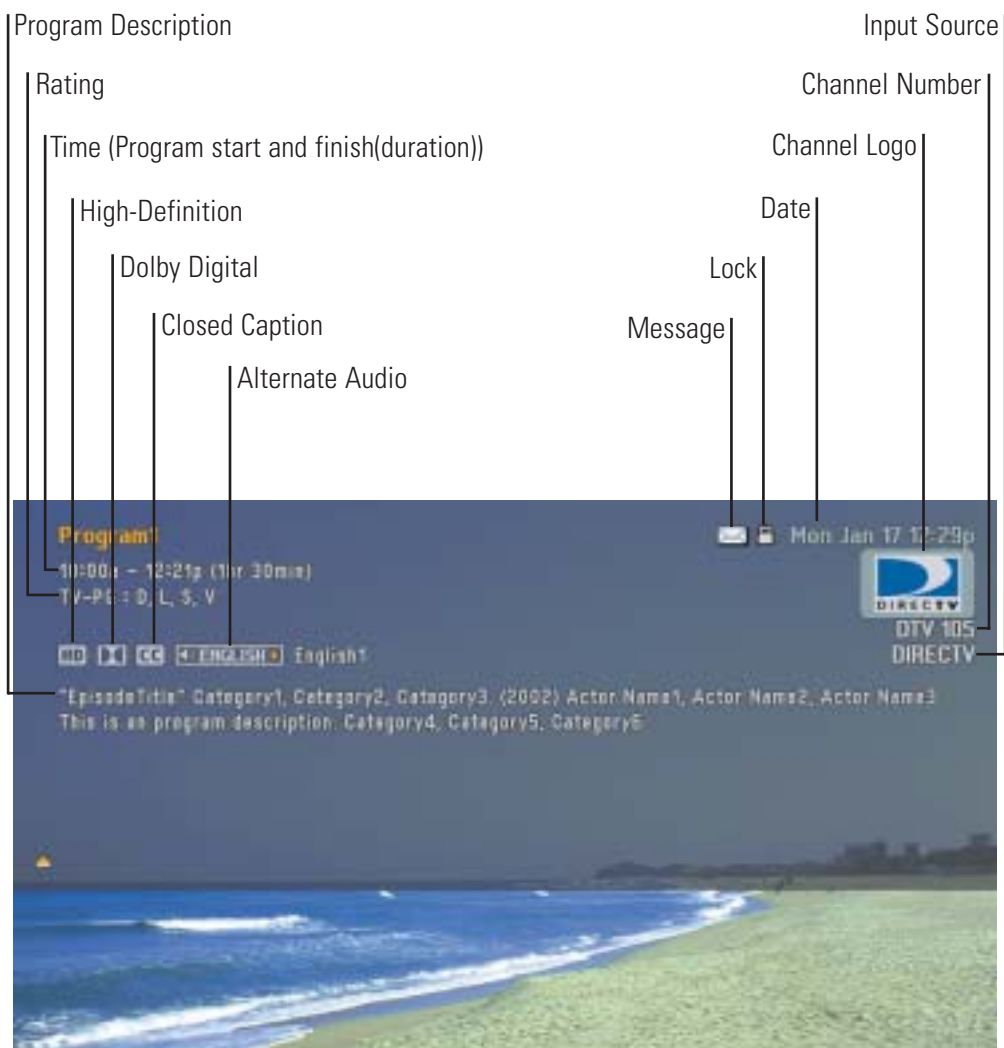 Program Description
Input Source
Rating
Channel Number
Time (Program start and finish(duration))
Channel Logo
High-Definition
Date
Dolby Digital
Lock
Closed Caption
Message
Alternate Audio
Program1
Mon Jan 17 12:29p
10:00a - 12:21p (1hr 30min)
TV-PG : D, L, S, V
DIRECTV
DTV 105
HD CC ENGLISH English1
DIRECTV
"EpisodeTitle" Category1, Category2, Category3. (2002) Actor Name1, Actor Name2, Actor Name3
This is an program description. Category4, Category5, Category6